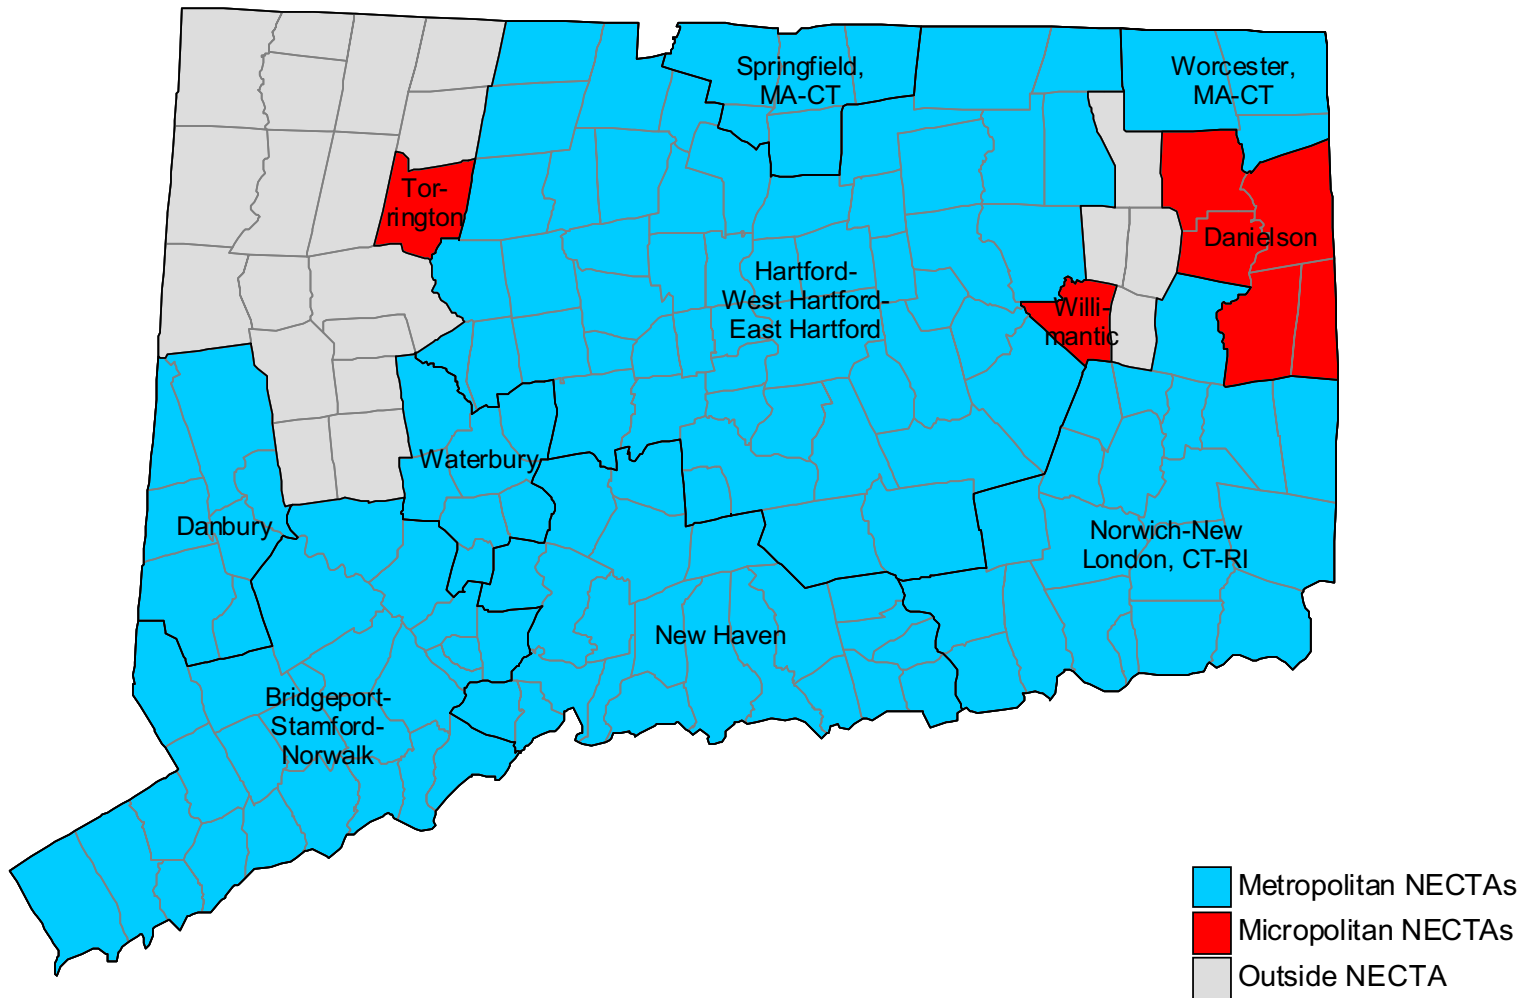 Springfield,
MA-CT
Worcester,
MA-CT
Tor-
rington
Danielson
Hartford-
West Hartford-
East Hartford
Willi-
mantic
Waterbury
Danbury
Norwich-New
London, CT-RI
New Haven
Bridgeport-
Stamford-
Norwalk
Metropolitan NECTAs
Micropolitan NECTAs
Outside NECTA